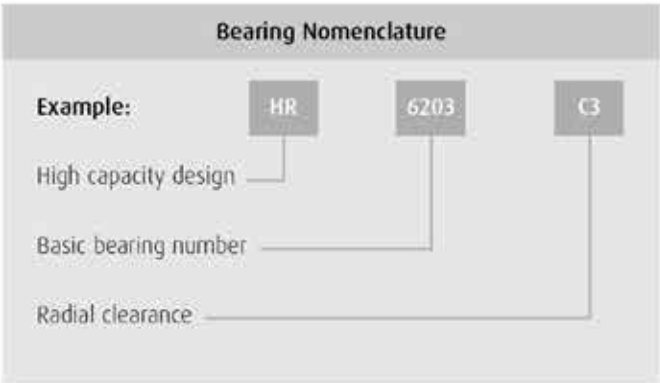 Bearing Nomenclature
Example: HR 6203 C3
High capacity design
Basic bearing number
Radial clearance